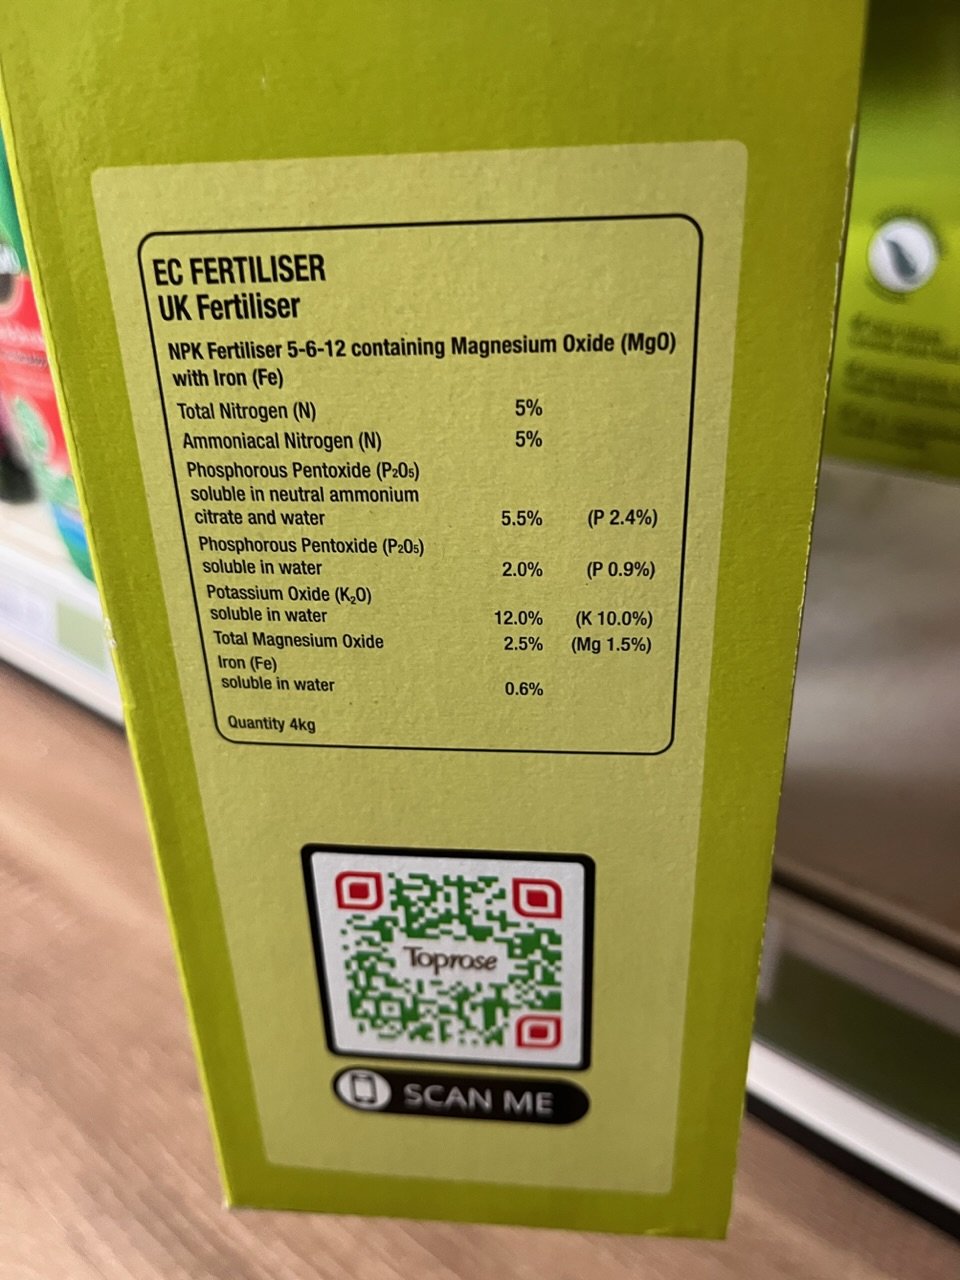 EC FERTILISER
UK Fertiliser
NPK Fertiliser 5-6-12 containing Magnesium Oxide (MgO)
with Iron (Fe)
Total Nitrogen (N) 5%
Ammoniacal Nitrogen (N) 5%
Phosphorous Pentoxide (P₂O₅)
soluble in neutral ammonium
citrate and water 5.5% (P 2.4%)
Phosphorous Pentoxide (P₂O₅)
soluble in water 2.0% (P 0.9%)
Potassium Oxide (K₂O)
soluble in water 12.0% (K 10.0%)
Total Magnesium Oxide 2.5% (Mg 1.5%)
Iron (Fe)
soluble in water 0.6%
Quantity 4kg
Toprose
SCAN ME